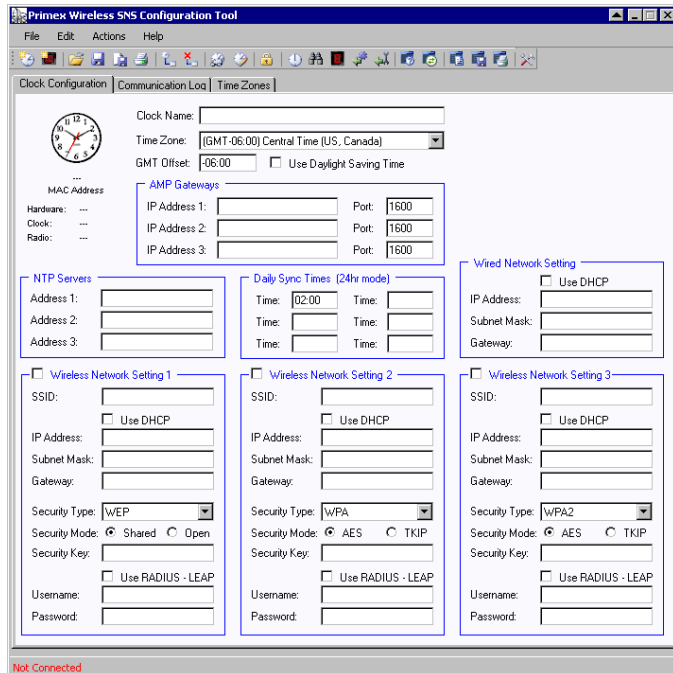 Primex Wireless SNS Configuration Tool
File Edit Actions Help
Clock Configuration Communication Log Time Zones
Clock Name:
Time Zone: (GMT-06:00) Central Time (US, Canada)
GMT Offset: -06:00 Use Daylight Saving Time
---
MAC Address
Hardware: ---
Clock: ---
Radio: ---
AMP Gateways
IP Address 1: Port: 1600
IP Address 2: Port: 1600
IP Address 3: Port: 1600
NTP Servers
Address 1:
Address 2:
Address 3:
Daily Sync Times (24hr mode)
Time: 02:00 Time:
Time: Time:
Time: Time:
Wired Network Setting
Use DHCP
IP Address:
Subnet Mask:
Gateway:
Wireless Network Setting 1
SSID:
Use DHCP
IP Address:
Subnet Mask:
Gateway:
Security Type: WEP
Security Mode: Shared Open
Security Key:
Use RADIUS - LEAP
Username:
Password:
Wireless Network Setting 2
SSID:
Use DHCP
IP Address:
Subnet Mask:
Gateway:
Security Type: WPA
Security Mode: AES TKIP
Security Key:
Use RADIUS - LEAP
Username:
Password:
Wireless Network Setting 3
SSID:
Use DHCP
IP Address:
Subnet Mask:
Gateway:
Security Type: WPA2
Security Mode: AES TKIP
Security Key:
Use RADIUS - LEAP
Username:
Password:
Not Connected